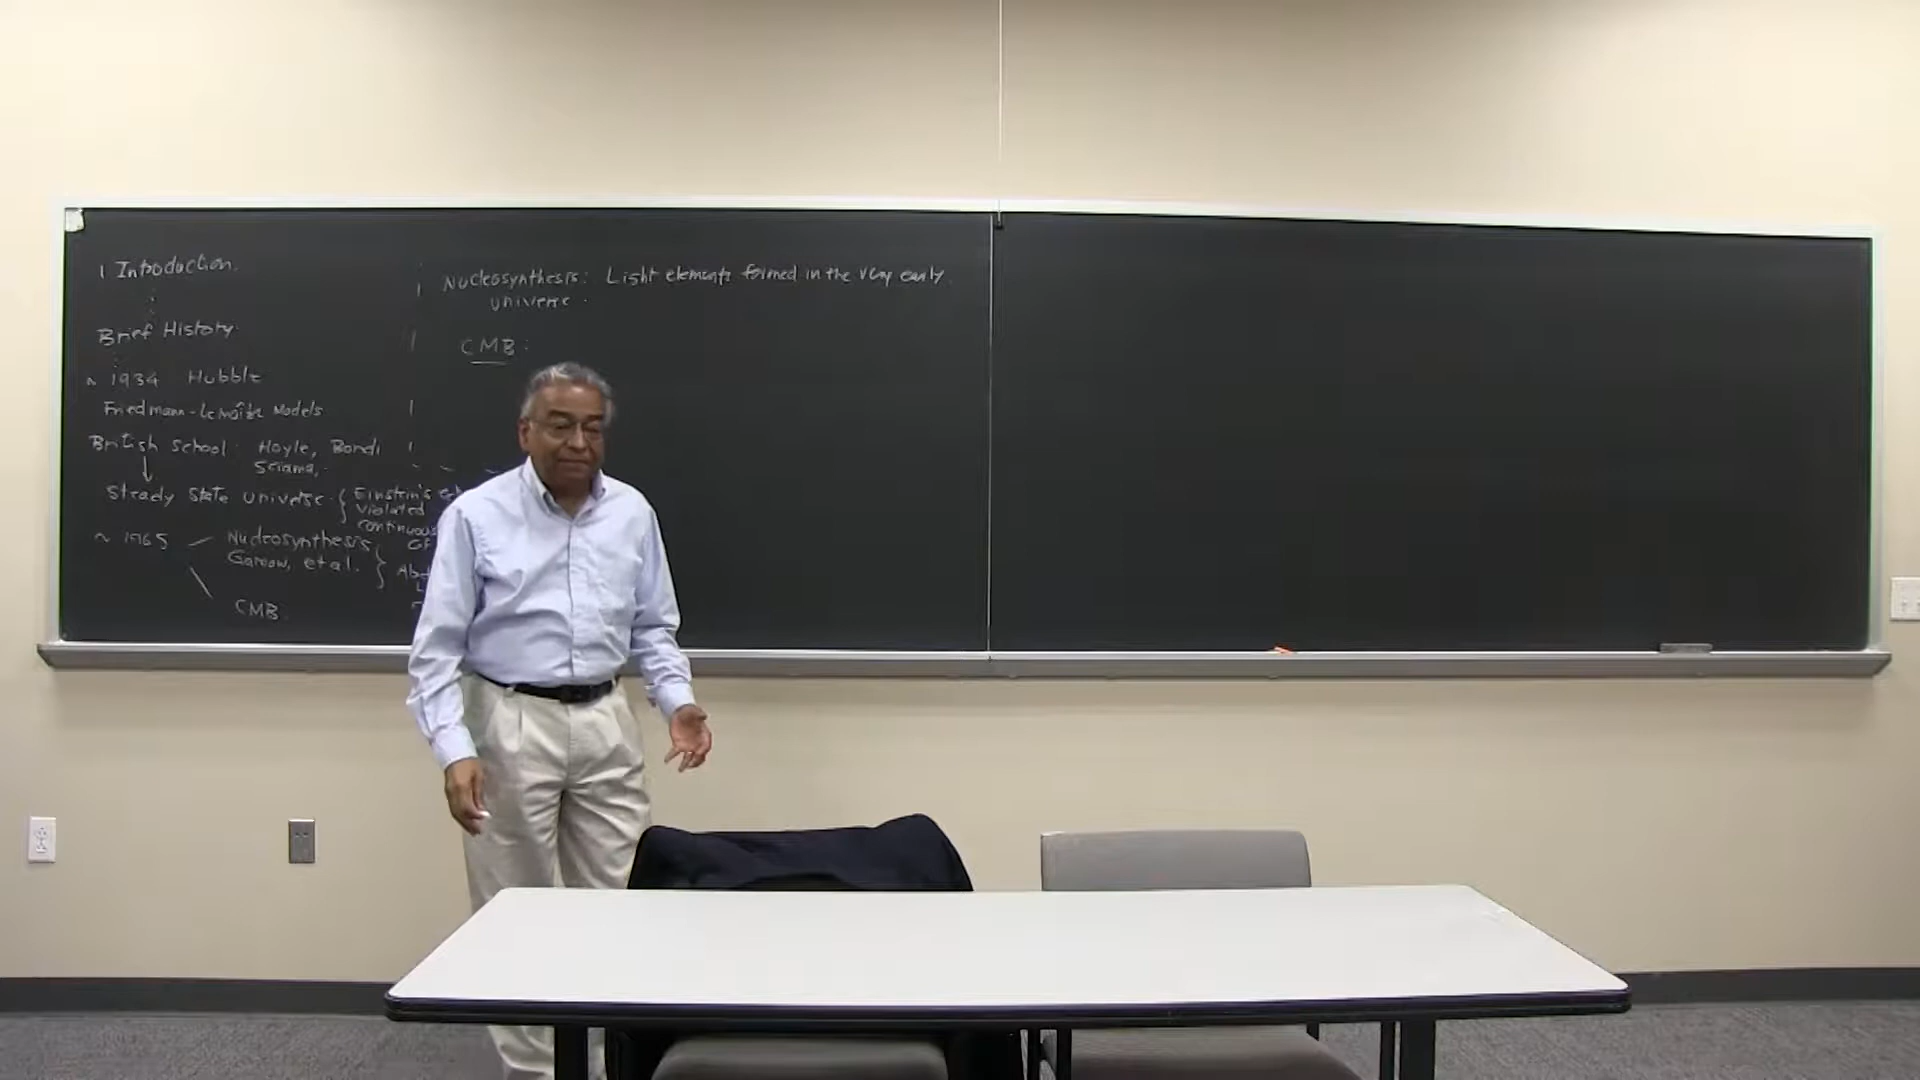 1 Introduction.
Brief History.
~ 1934 Hubble
Friedmann-Lemaître Models
British School: Hoyle, Bondi
Sciama,
Steady State Universe. { Einstein's
violated
continuous
~ 1965 Nucleosynthesis
Gamow, et al. }
CMB.
Nucleosynthesis: Light elements formed in the very early
universe.
CMB: